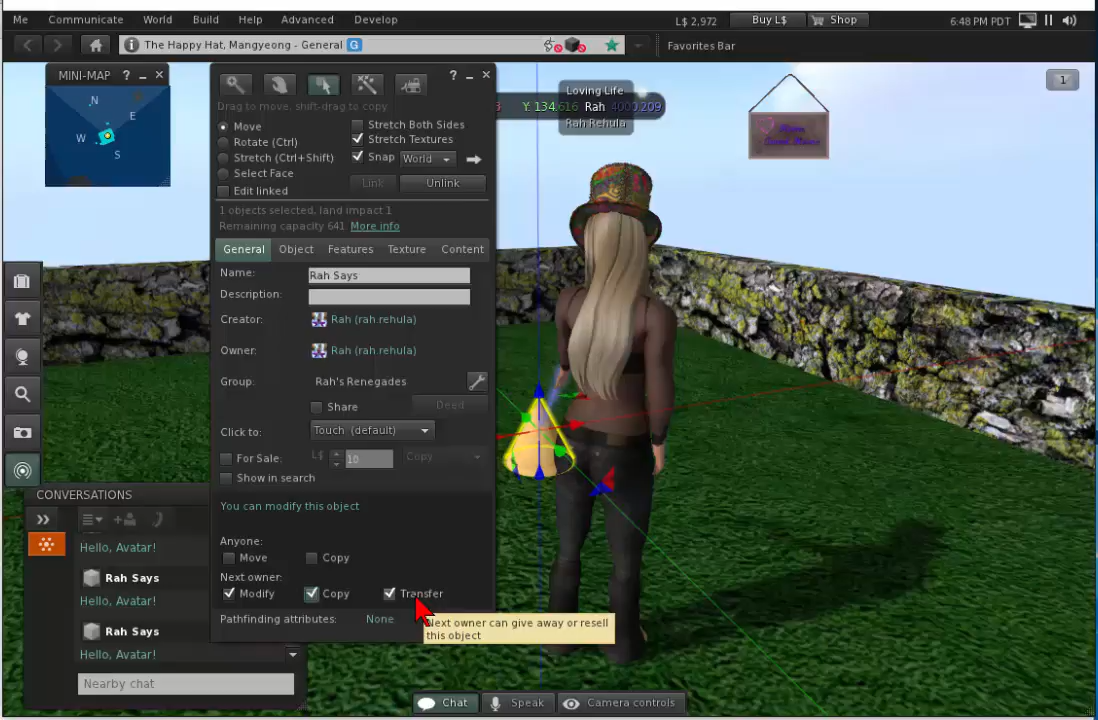 Me Communicate World Build Help Advanced Develop
L$ 2,972 Buy L$ Shop 6:48 PM PDT
The Happy Hat, Mangyeong - General G
Favorites Bar
MINI-MAP ? _ ×
N
E
W
S
? _ ×
Drag to move, shift-drag to copy
Move
Rotate (Ctrl)
Stretch (Ctrl+Shift)
Select Face
Edit linked
Stretch Both Sides
Stretch Textures
Snap World
Link Unlink
1 objects selected, land impact 1
Remaining capacity 641. More info
General Object Features Texture Content
Name: Rah Says
Description:
Creator: Rah (rah.rehula)
Owner: Rah (rah.rehula)
Group: Rah's Renegades
Share Deed
Click to: Touch (default)
For Sale: L$ 10 Copy
Show in search
You can modify this object
Anyone:
Move Copy
Next owner:
Modify Copy Transfer
Pathfinding attributes: None
Next owner can give away or resell
this object
Loving Life
Y: 134.616 Rah 4000.209
Rah Rehula
1
Home
CONVERSATIONS
Hello, Avatar!
Rah Says
Hello, Avatar!
Rah Says
Hello, Avatar!
Nearby chat
Chat Speak Camera controls